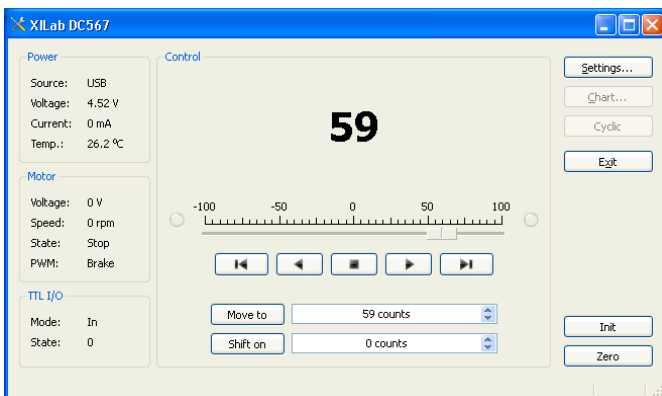 XILab DC567
Power
Source: USB
Voltage: 4.52 V
Current: 0 mA
Temp.: 26.2 ºC
Motor
Voltage: 0 V
Speed: 0 rpm
State: Stop
PWM: Brake
TTL I/O
Mode: In
State: 0
Control
59
-100 -50 0 50 100
Move to 59 counts
Shift on 0 counts
Settings...
Chart...
Cyclic
Exit
Init
Zero